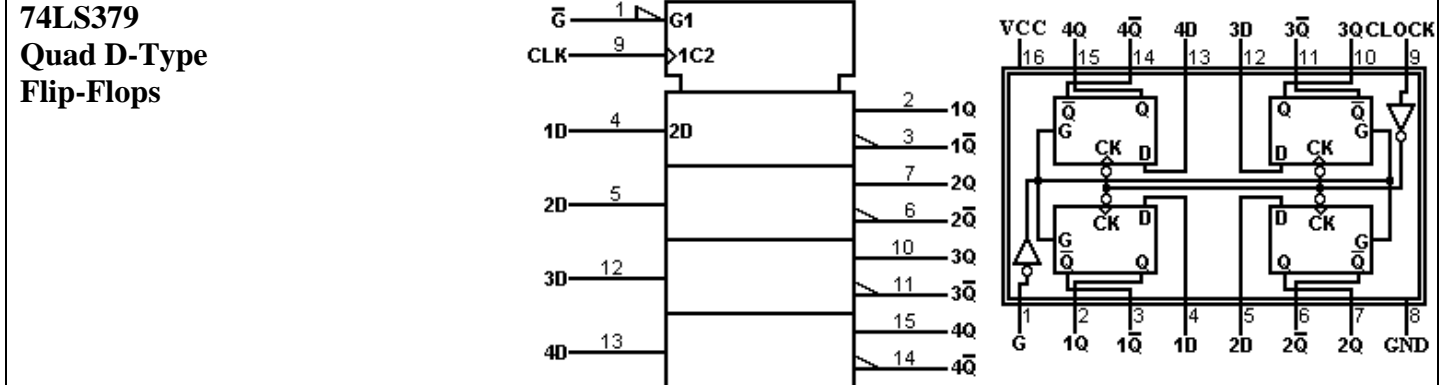 74LS379
Quad D-Type
Flip-Flops
G̅ 1 G1
CLK 9 1C2
1D 4 2D
2D 5
3D 12
4D 13
2 1Q
3 1Q̅
7 2Q
6 2Q̅
10 3Q
11 3Q̅
15 4Q
14 4Q̅
VCC 4Q 4Q̅ 4D 3D 3Q̅ 3Q CLOCK
16 15 14 13 12 11 10 9
Q̅ Q Q Q̅
G G
CK D D CK
CK D D CK
G G
Q̅ Q Q Q̅
1 2 3 4 5 6 7 8
G 1Q 1Q̅ 1D 2D 2Q̅ 2Q GND